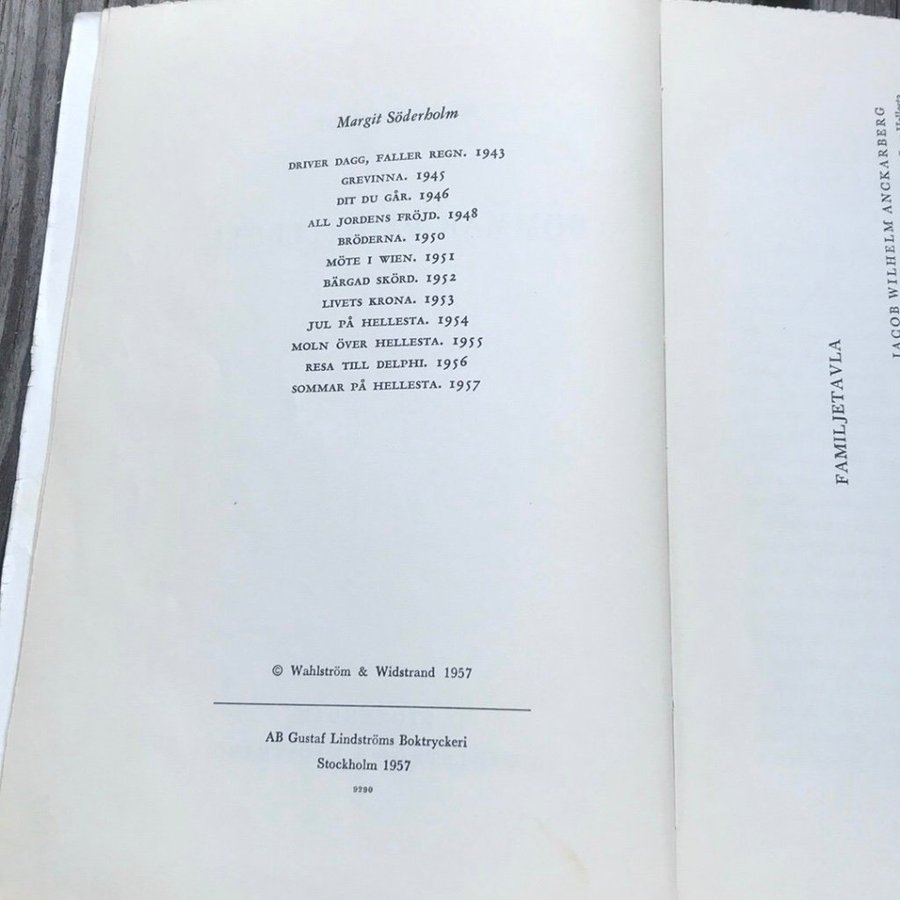 Margit Söderholm
DRIVER DAGG, FALLER REGN. 1943
GREVINNA. 1945
DIT DU GÅR. 1946
ALL JORDENS FRÖJD. 1948
BRÖDERNA. 1950
MÖTE I WIEN. 1951
BÄRGAD SKÖRD. 1952
LIVETS KRONA. 1953
JUL PÅ HELLESTA. 1954
MOLN ÖVER HELLESTA. 1955
RESA TILL DELPHI. 1956
SOMMAR PÅ HELLESTA. 1957
© Wahlström & Widstrand 1957
AB Gustaf Lindströms Boktryckeri
Stockholm 1957
9290
FAMILJETAVLA
JACOB WILHELM ANCKARBERG
Hellesta